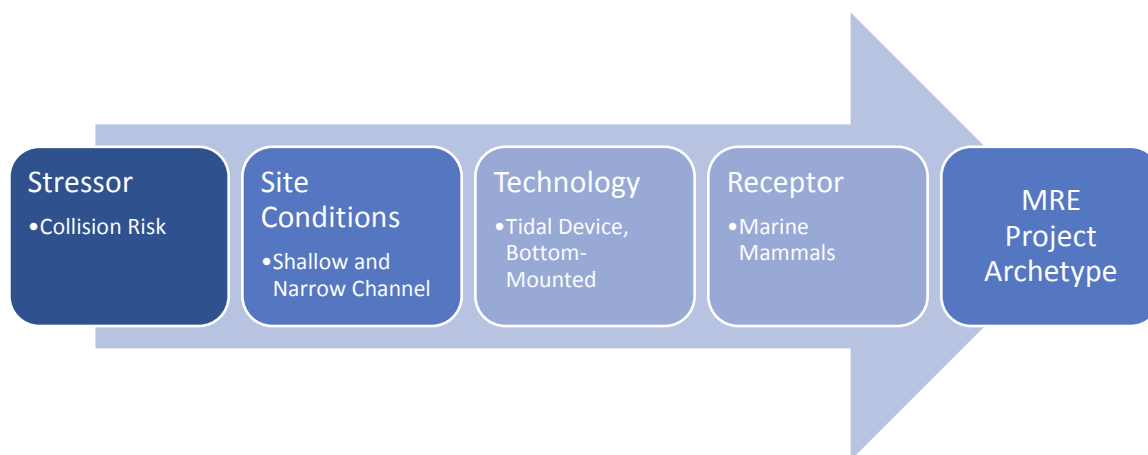 Stressor
•Collision Risk
Site
Conditions
•Shallow and
Narrow Channel
Technology
•Tidal Device,
Bottom-
Mounted
Receptor
•Marine
Mammals
MRE
Project
Archetype